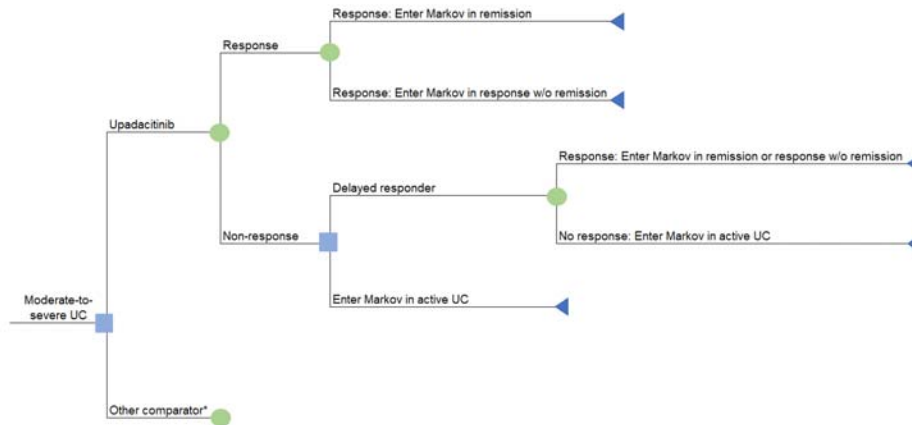 Response: Enter Markov in remission
Response
Response: Enter Markov in response w/o remission
Upadacitinib
Response: Enter Markov in remission or response w/o remission
Delayed responder
Non-response
No response: Enter Markov in active UC
Enter Markov in active UC
Moderate-to-
severe UC
Other comparator*